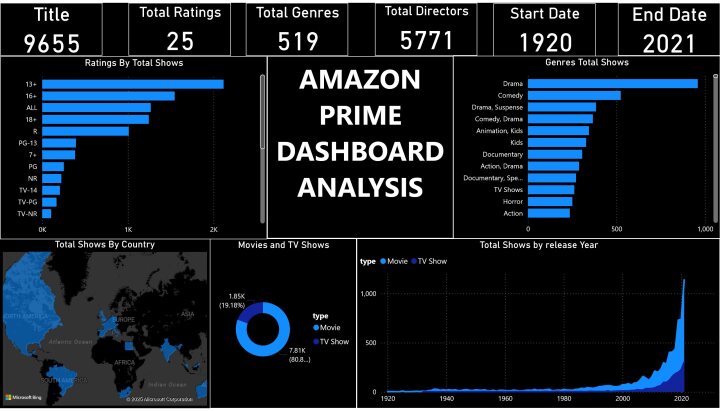 Title
9655
Total Ratings
25
Total Genres
519
Total Directors
5771
Start Date
1920
End Date
2021
Ratings By Total Shows
13+
16+
ALL
18+
R
PG-13
7+
PG
NR
TV-14
TV-PG
TV-NR
0K
1K
2K
AMAZON
PRIME
DASHBOARD
ANALYSIS
Genres Total Shows
Drama
Comedy
Drama, Suspense
Comedy, Drama
Animation, Kids
Kids
Documentary
Action, Drama
Documentary, Spe...
TV Shows
Horror
Action
0
500
1,000
Total Shows By Country
NORTH AMERICA
EUROPE
ASIA
Atlantic Ocean
AFRICA
SOUTH AMERICA
Indian Ocean
Microsoft Bing
© 2025 Microsoft Corporation
Movies and TV Shows
1.85K
(19.18%)
7.81K
(80.8...)
type
Movie
TV Show
Total Shows by release Year
type Movie TV Show
1,000
500
0
1920
1940
1960
1980
2000
2020